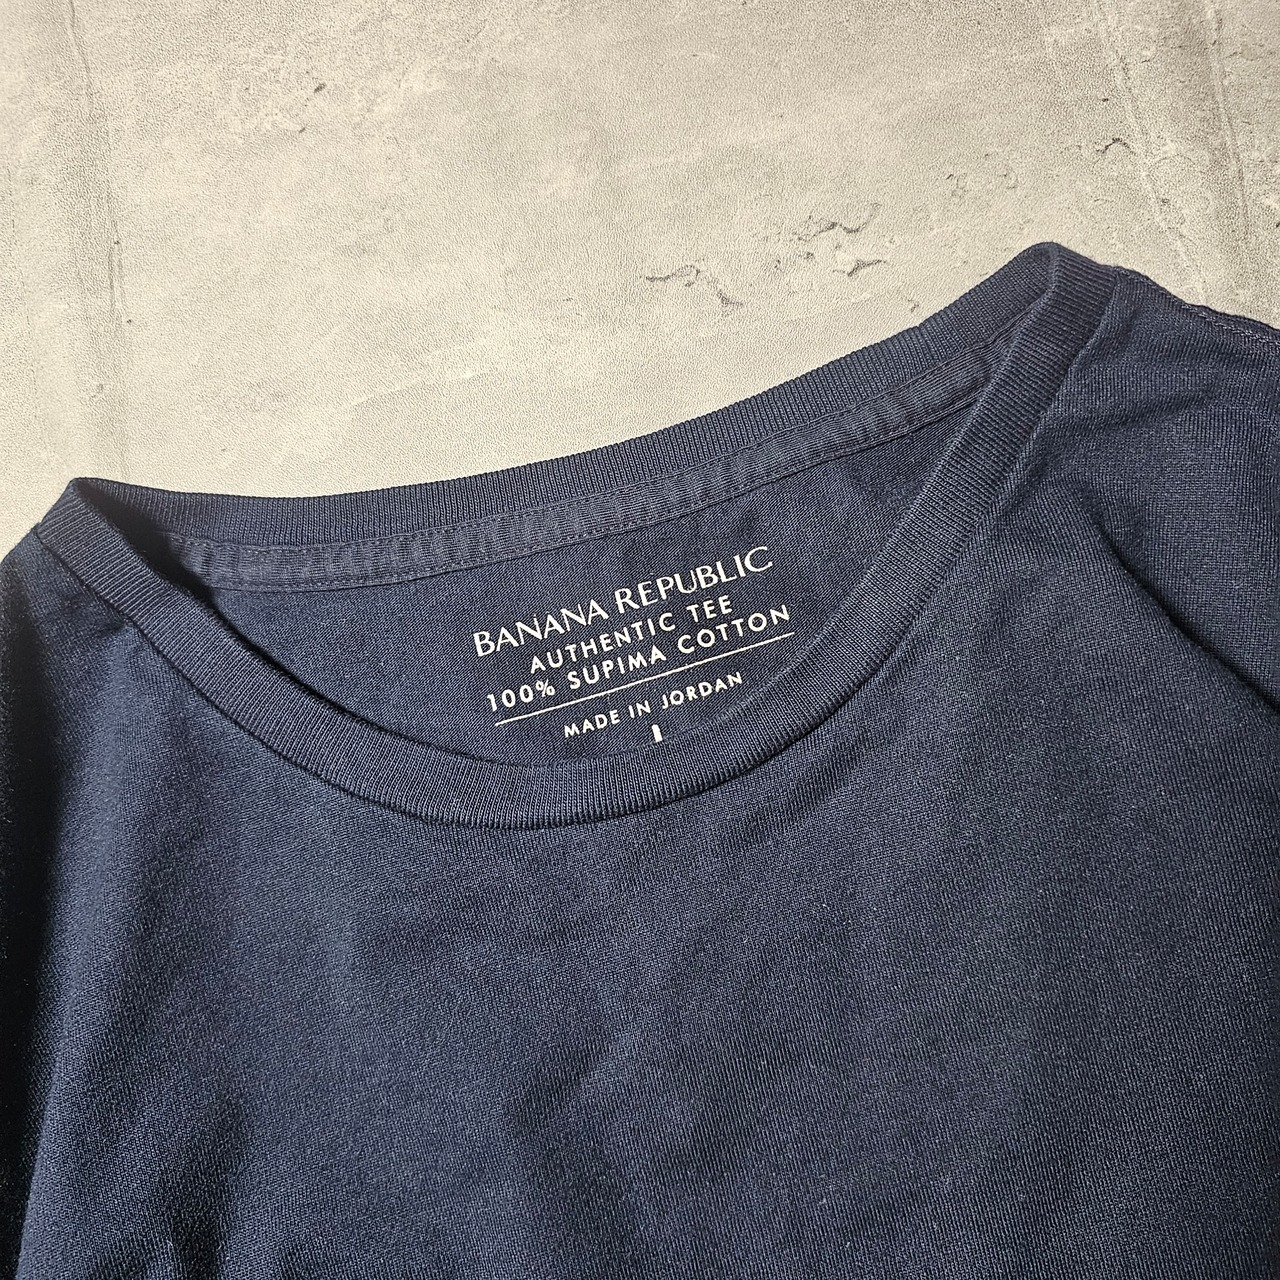 BANANA REPUBLIC
AUTHENTIC TEE
100% SUPIMA COTTON
MADE IN JORDAN